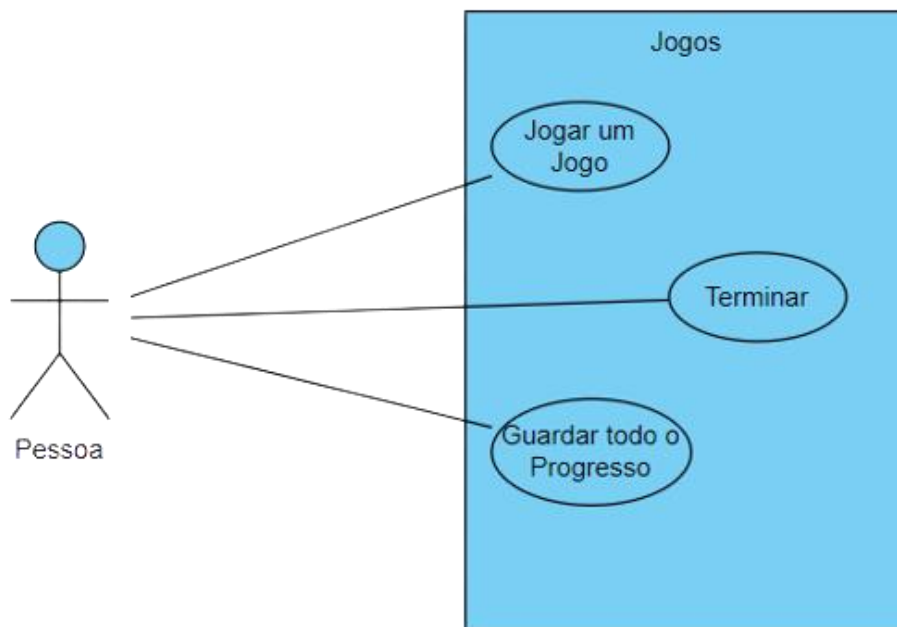 Jogos
Jogar um
Jogo
Terminar
Pessoa
Guardar todo o
Progresso